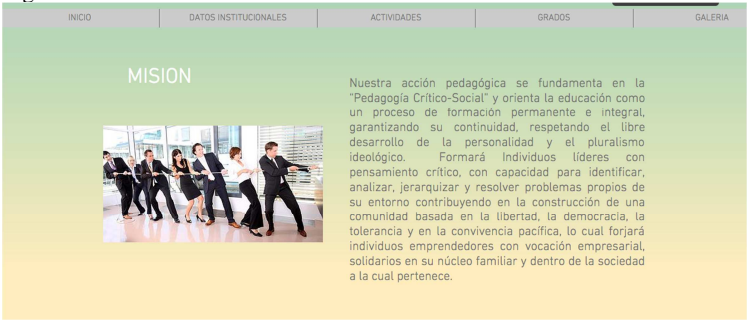 INICIO
DATOS INSTITUCIONALES
ACTIVIDADES
GRADOS
GALERIA
MISION
Nuestra acción pedagógica se fundamenta en la
"Pedagogía Crítico-Social" y orienta la educación como
un proceso de formación permanente e integral,
garantizando su continuidad, respetando el libre
desarrollo de la personalidad y el pluralismo
ideológico. Formará Individuos líderes con
pensamiento crítico, con capacidad para identificar,
analizar, jerarquizar y resolver problemas propios de
su entorno contribuyendo en la construcción de una
comunidad basada en la libertad, la democracia, la
tolerancia y en la convivencia pacífica, lo cual forjará
individuos emprendedores con vocación empresarial,
solidarios en su núcleo familiar y dentro de la sociedad
a la cual pertenece.